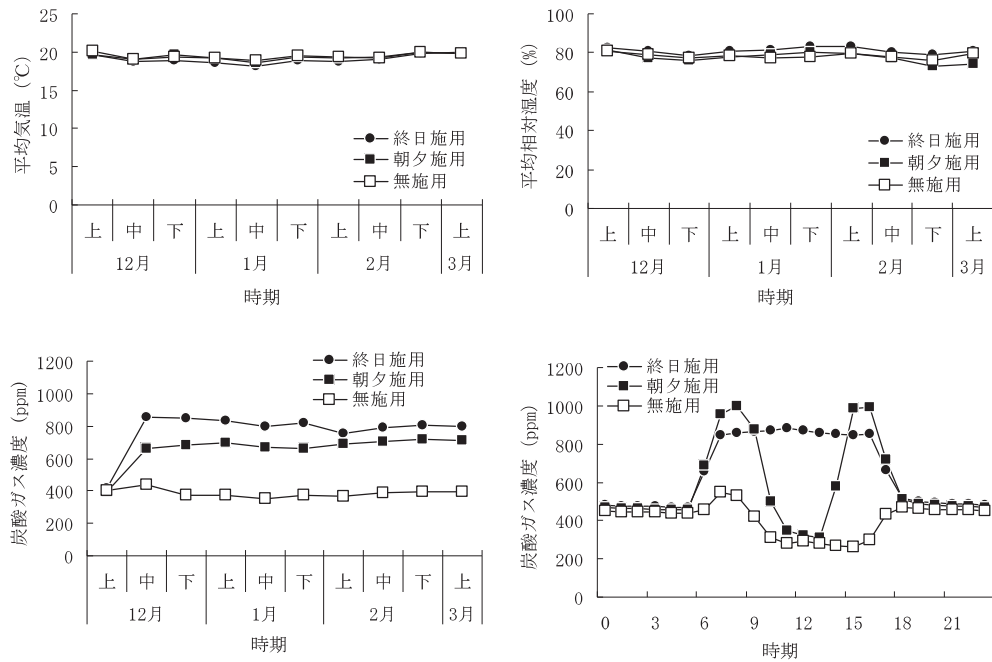 平均気温 (℃)
25
20
15
10
5
0
終日施用
朝夕施用
無施用
上 中 下 上 中 下 上 中 下 上
12月 1月 2月 3月
時期
平均相対湿度 (%)
100
80
60
40
20
0
終日施用
朝夕施用
無施用
上 中 下 上 中 下 上 中 下 上
12月 1月 2月 3月
時期
炭酸ガス濃度 (ppm)
1200
1000
800
600
400
200
0
終日施用
朝夕施用
無施用
上 中 下 上 中 下 上 中 下 上
12月 1月 2月 3月
時期
炭酸ガス濃度 (ppm)
1200
1000
800
600
400
200
0
終日施用
朝夕施用
無施用
0 3 6 9 12 15 18 21
時期